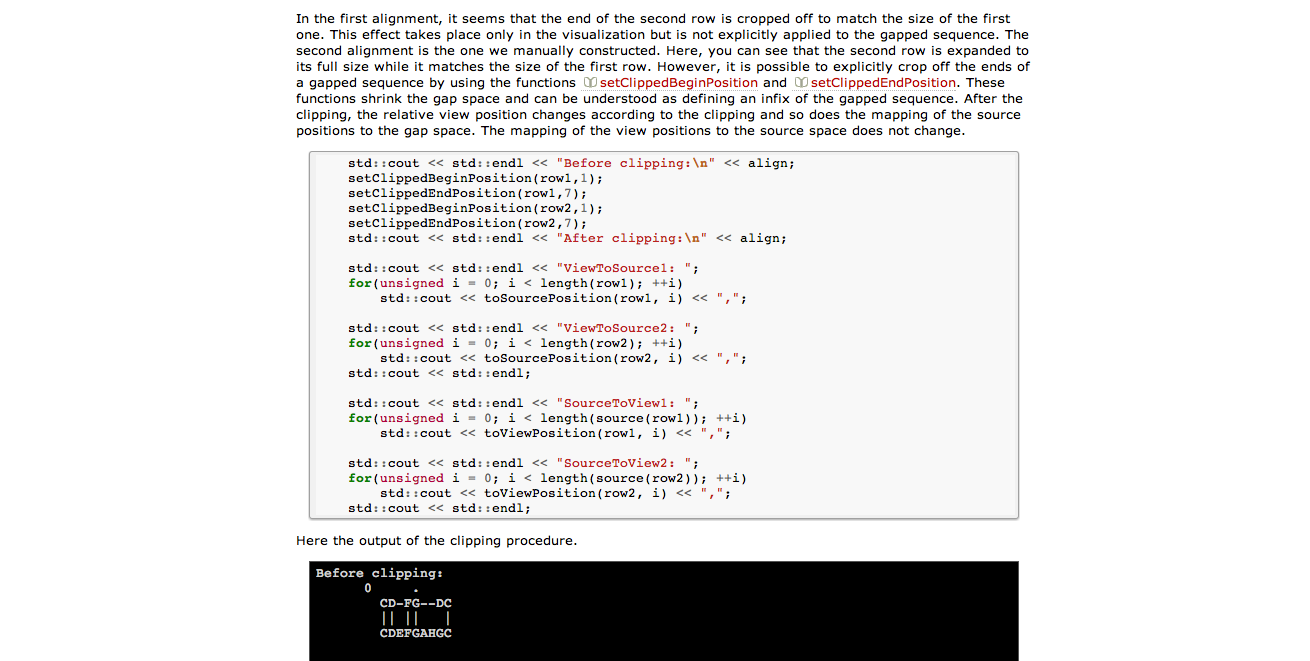 In the first alignment, it seems that the end of the second row is cropped off to match the size of the first
one. This effect takes place only in the visualization but is not explicitly applied to the gapped sequence. The
second alignment is the one we manually constructed. Here, you can see that the second row is expanded to
its full size while it matches the size of the first row. However, it is possible to explicitly crop off the ends of
a gapped sequence by using the functions setClippedBeginPosition and setClippedEndPosition. These
functions shrink the gap space and can be understood as defining an infix of the gapped sequence. After the
clipping, the relative view position changes according to the clipping and so does the mapping of the source
positions to the gap space. The mapping of the view positions to the source space does not change.
std::cout << std::endl << "Before clipping:\n" << align;
setClippedBeginPosition(row1,1);
setClippedEndPosition(row1,7);
setClippedBeginPosition(row2,1);
setClippedEndPosition(row2,7);
std::cout << std::endl << "After clipping:\n" << align;
std::cout << std::endl << "ViewToSource1: ";
for(unsigned i = 0; i < length(row1); ++i)
std::cout << toSourcePosition(row1, i) << ",";
std::cout << std::endl << "ViewToSource2: ";
for(unsigned i = 0; i < length(row2); ++i)
std::cout << toSourcePosition(row2, i) << ",";
std::cout << std::endl;
std::cout << std::endl << "SourceToView1: ";
for(unsigned i = 0; i < length(source(row1)); ++i)
std::cout << toViewPosition(row1, i) << ",";
std::cout << std::endl << "SourceToView2: ";
for(unsigned i = 0; i < length(source(row2)); ++i)
std::cout << toViewPosition(row2, i) << ",";
std::cout << std::endl;
Here the output of the clipping procedure.
Before clipping:
0     .
CD-FG--DC
|| ||   |
CDEFGAHGC